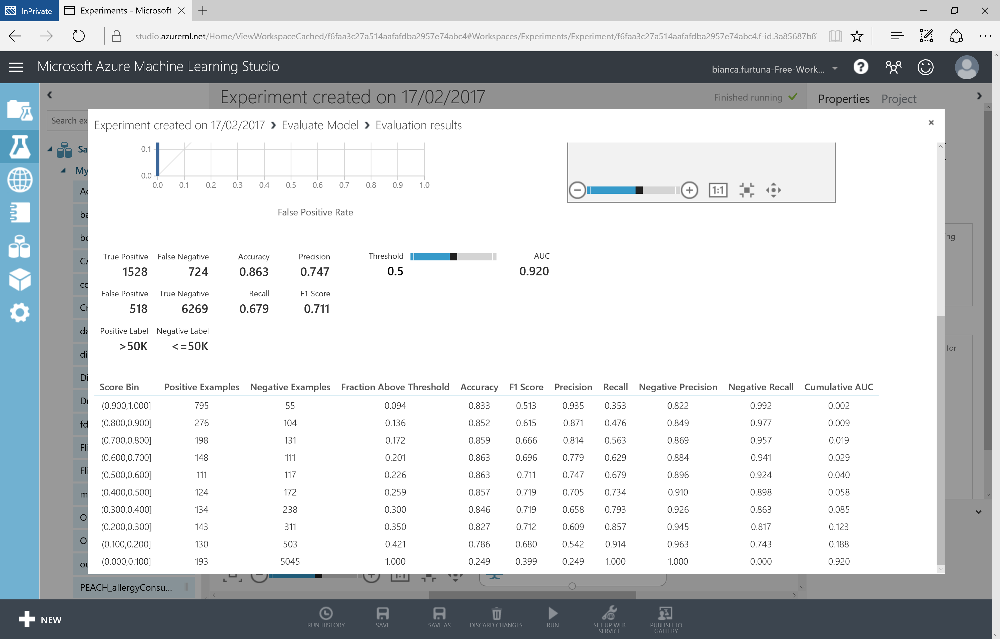 InPrivate Experiments - Microsoft
studio.azureml.net/Home/ViewWorkspaceCached/f6faa3c27a514aafafdba2957e74abc4#Workspaces/Experiments/Experiment/f6faa3c27a514aafafdba2957e74abc4.f-id.3a85687b8
Microsoft Azure Machine Learning Studio
bianca.furtuna-Free-Work...
Experiment created on 17/02/2017
Finished running
Properties Project
Search ex
Experiment created on 17/02/2017 > Evaluate Model > Evaluation results
Sa
My
0.1
0.0
0.0 0.1 0.2 0.3 0.4 0.5 0.6 0.7 0.8 0.9 1.0
1:1
False Positive Rate
ing
True Positive False Negative Accuracy Precision Threshold AUC
1528 724 0.863 0.747 0.5 0.920
False Positive True Negative Recall F1 Score
518 6269 0.679 0.711
Positive Label Negative Label
>50K <=50K
for
Score Bin Positive Examples Negative Examples Fraction Above Threshold Accuracy F1 Score Precision Recall Negative Precision Negative Recall Cumulative AUC
(0.900,1.000] 795 55 0.094 0.833 0.513 0.935 0.353 0.822 0.992 0.002
(0.800,0.900] 276 104 0.136 0.852 0.615 0.871 0.476 0.849 0.977 0.009
(0.700,0.800] 198 131 0.172 0.859 0.666 0.814 0.563 0.869 0.957 0.019
(0.600,0.700] 148 111 0.201 0.863 0.696 0.779 0.629 0.884 0.941 0.029
(0.500,0.600] 111 117 0.226 0.863 0.711 0.747 0.679 0.896 0.924 0.040
(0.400,0.500] 124 172 0.259 0.857 0.719 0.705 0.734 0.910 0.898 0.058
(0.300,0.400] 134 238 0.300 0.846 0.719 0.658 0.793 0.926 0.863 0.085
(0.200,0.300] 143 311 0.350 0.827 0.712 0.609 0.857 0.945 0.817 0.123
(0.100,0.200] 130 503 0.421 0.786 0.680 0.542 0.914 0.963 0.743 0.188
(0.000,0.100] 193 5045 1.000 0.249 0.399 0.249 1.000 1.000 0.000 0.920
PEACH_allergyConsu...
NEW
RUN HISTORY
SAVE
SAVE AS
DISCARD CHANGES
RUN
SET UP WEB
SERVICE
PUBLISH TO
GALLERY